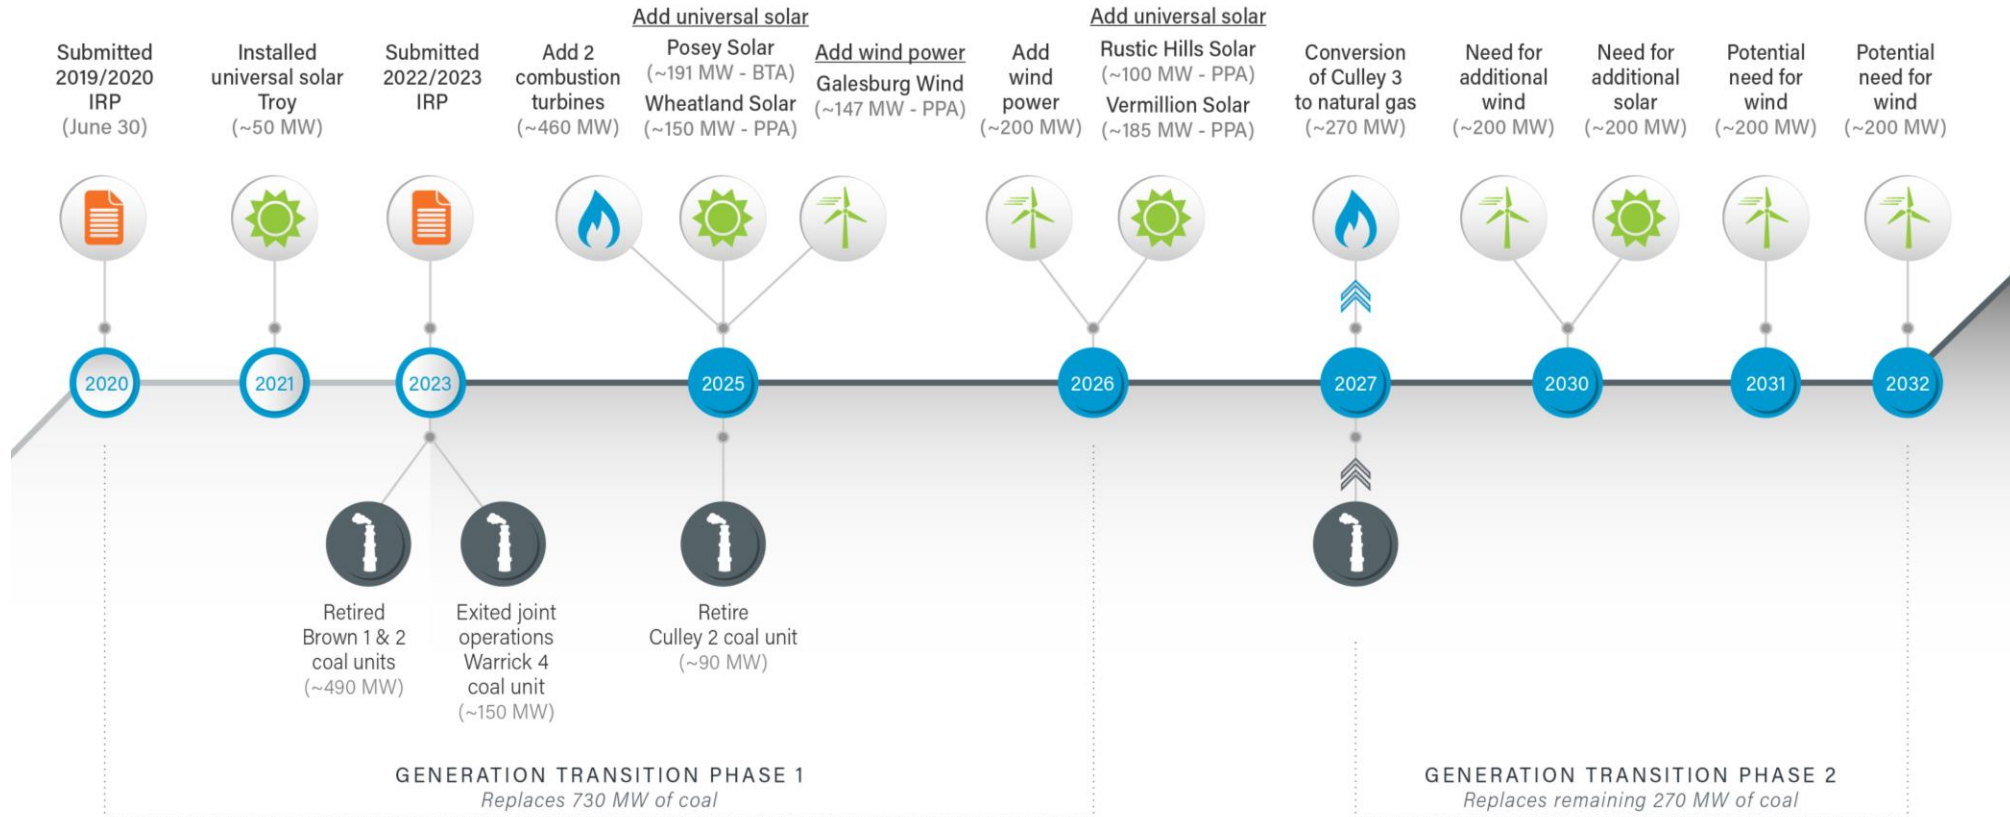 Submitted
2019/2020
IRP
(June 30)
Installed
universal solar
Troy
(~50 MW)
Submitted
2022/2023
IRP
Add 2
combustion
turbines
(~460 MW)
Add universal solar
Posey Solar
(~191 MW - BTA)
Wheatland Solar
(~150 MW - PPA)
Add wind power
Galesburg Wind
(~147 MW - PPA)
Add
wind
power
(~200 MW)
Add universal solar
Rustic Hills Solar
(~100 MW - PPA)
Vermillion Solar
(~185 MW - PPA)
Conversion
of Culley 3
to natural gas
(~270 MW)
Need for
additional
wind
(~200 MW)
Need for
additional
solar
(~200 MW)
Potential
need for
wind
(~200 MW)
Potential
need for
wind
(~200 MW)
2020
2021
2023
2025
2026
2027
2030
2031
2032
Retired
Brown 1 & 2
coal units
(~490 MW)
Exited joint
operations
Warrick 4
coal unit
(~150 MW)
Retire
Culley 2 coal unit
(~90 MW)
GENERATION TRANSITION PHASE 1
Replaces 730 MW of coal
GENERATION TRANSITION PHASE 2
Replaces remaining 270 MW of coal